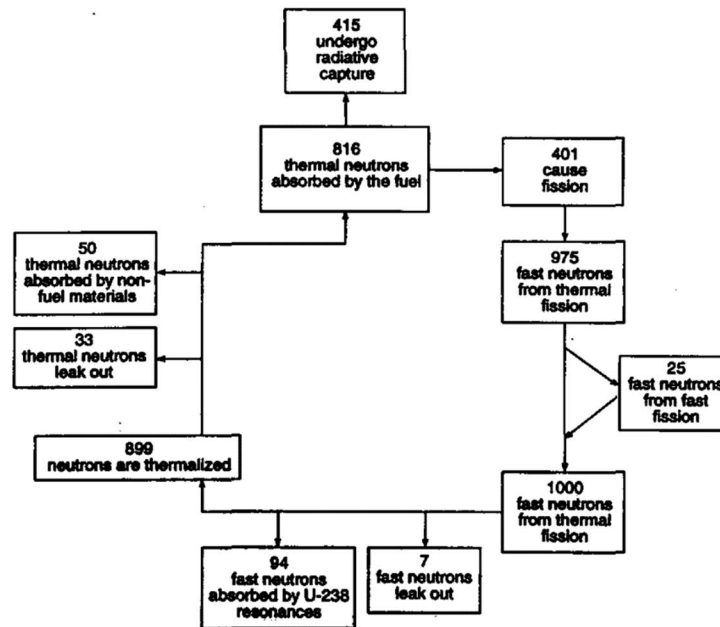 415
undergo
radiative
capture
816
thermal neutrons
absorbed by the fuel
401
cause
fission
50
thermal neutrons
absorbed by non-
fuel materials
975
fast neutrons
from thermal
fission
33
thermal neutrons
leak out
25
fast neutrons
from fast
fission
899
neutrons are thermalized
1000
fast neutrons
from thermal
fission
94
fast neutrons
absorbed by U-238
resonances
7
fast neutrons
leak out